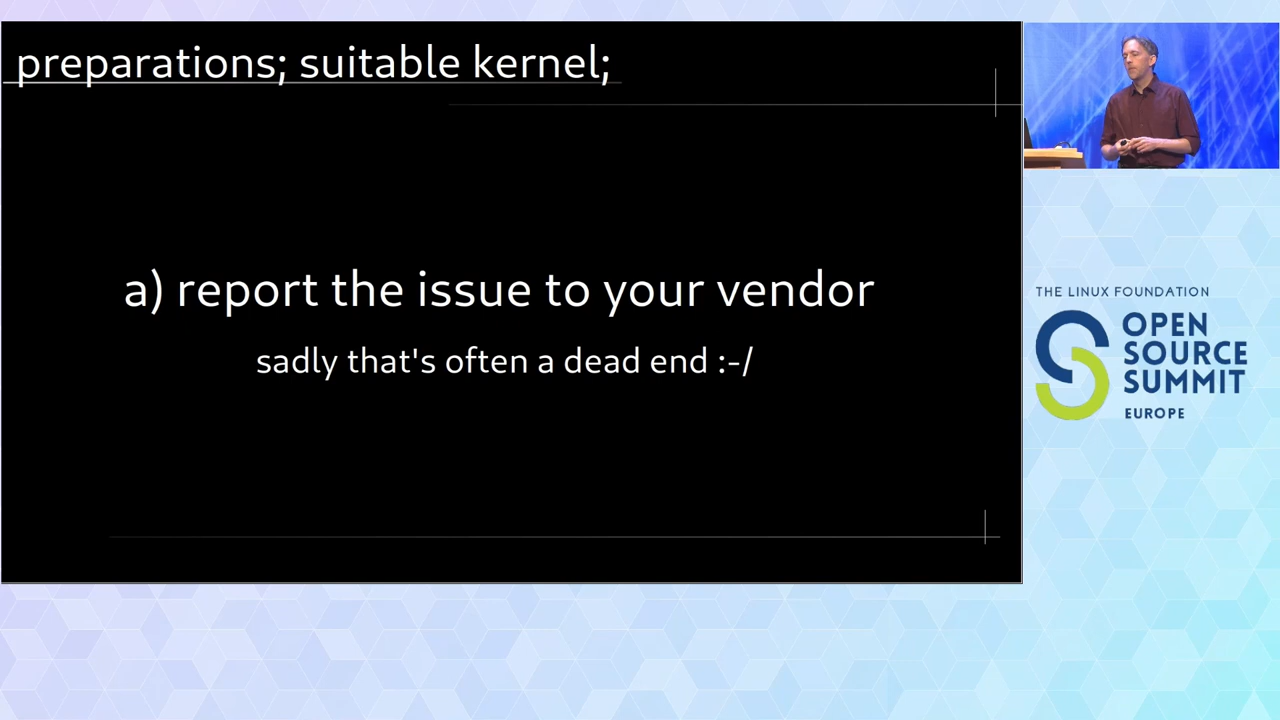 preparations; suitable kernel;
a) report the issue to your vendor
sadly that's often a dead end :-/
THE LINUX FOUNDATION
OPEN
SOURCE
SUMMIT
EUROPE